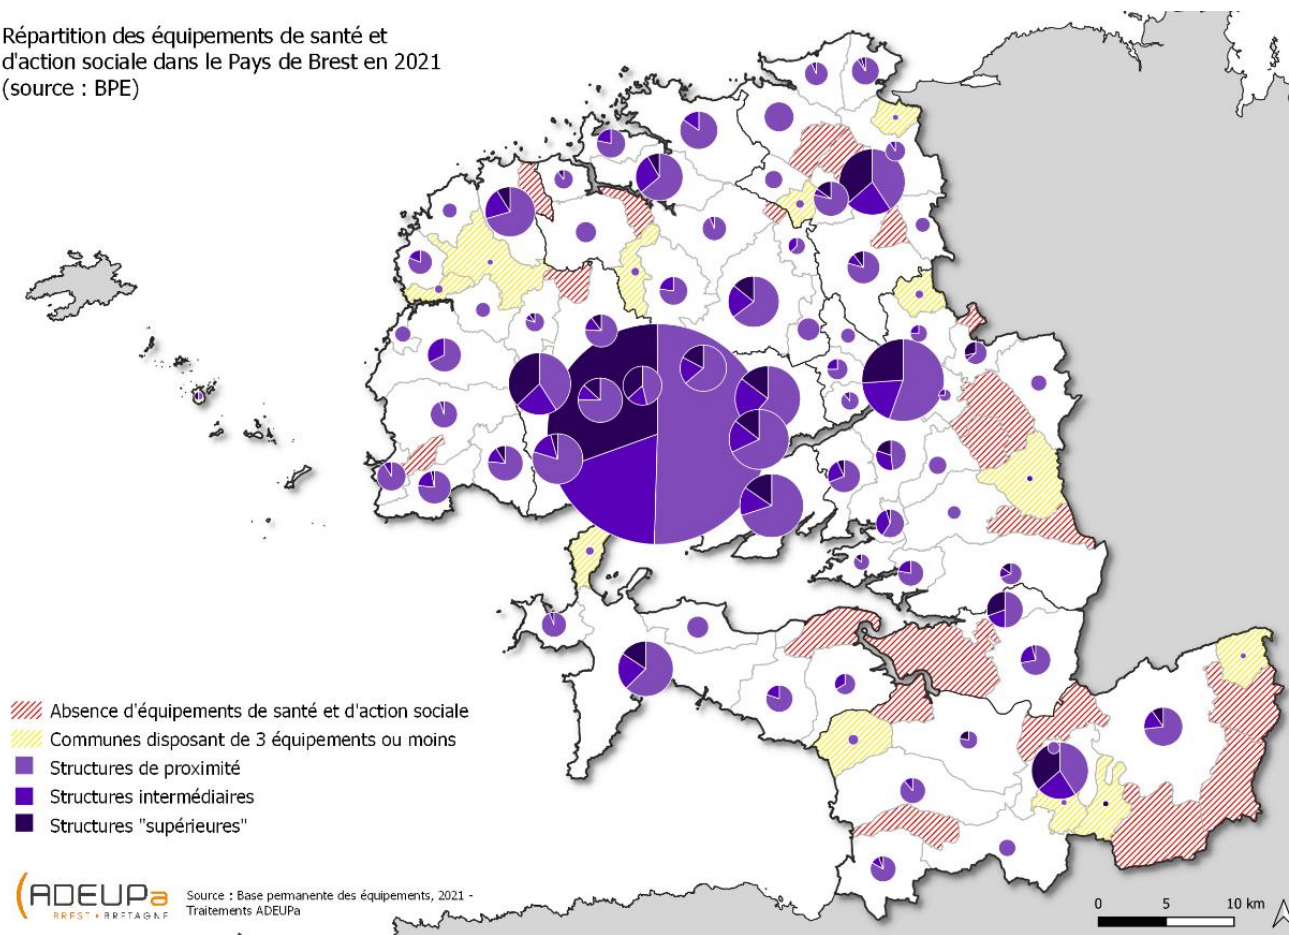 Répartition des équipements de santé et
d'action sociale dans le Pays de Brest en 2021
(source : BPE)
Absence d'équipements de santé et d'action sociale
Communes disposant de 3 équipements ou moins
Structures de proximité
Structures intermédiaires
Structures "supérieures"
ADEUPa
BREST • BRETAGNE
Source : Base permanente des équipements, 2021 -
Traitements ADEUPa
0 5 10 km